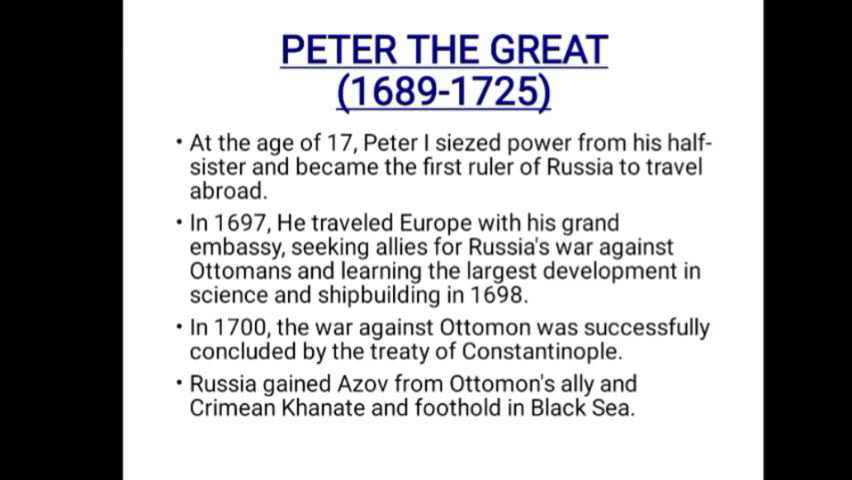 PETER THE GREAT
(1689-1725)
• At the age of 17, Peter I siezed power from his half-
sister and became the first ruler of Russia to travel
abroad.
• In 1697, He traveled Europe with his grand
embassy, seeking allies for Russia's war against
Ottomans and learning the largest development in
science and shipbuilding in 1698.
• In 1700, the war against Ottomon was successfully
concluded by the treaty of Constantinople.
• Russia gained Azov from Ottomon's ally and
Crimean Khanate and foothold in Black Sea.